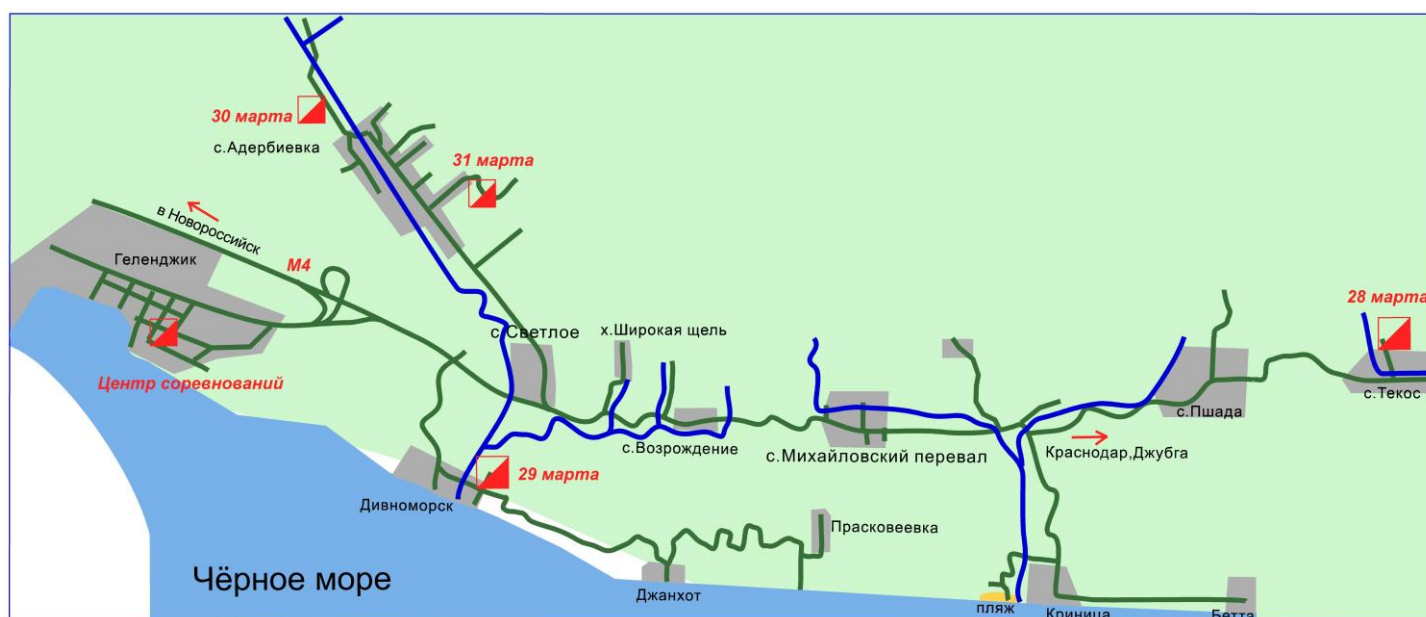 30 марта
с.Адербиевка
31 марта
в Новороссийск
Геленджик
М4
28 марта
с.Светлое
х.Широкая щель
Центр соревнований
с.Текос
с.Пшада
с.Возрождение
с.Михайловский перевал
Краснодар,Джубга
29 марта
Дивноморск
Прасковеевка
Чёрное море
Джанхот
пляж
Криница
Бетта